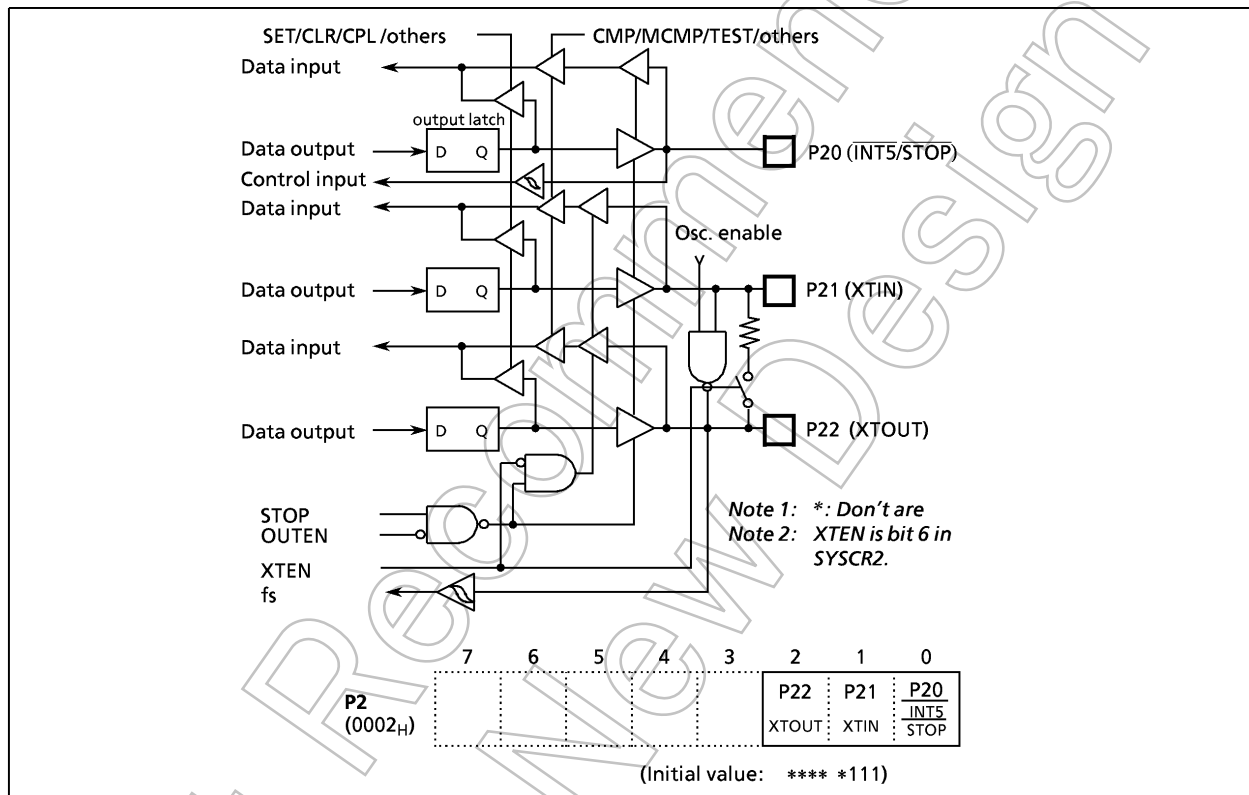 SET/CLR/CPL /others
CMP/MCMP/TEST/others
Data input
output latch
Data output
D Q
P20 (INT5/STOP)
Control input
Data input
Osc. enable
Data output
D Q
P21 (XTIN)
Data input
Data output
D Q
P22 (XTOUT)
STOP
OUTEN
XTEN
fs
Note 1: *: Don't are
Note 2: XTEN is bit 6 in
SYSCR2.
7 6 5 4 3 2 1 0
P2
(0002H)
P22 P21 P20
XTOUT XTIN INT5
STOP
(Initial value: **** *111)
Recommen
New Design